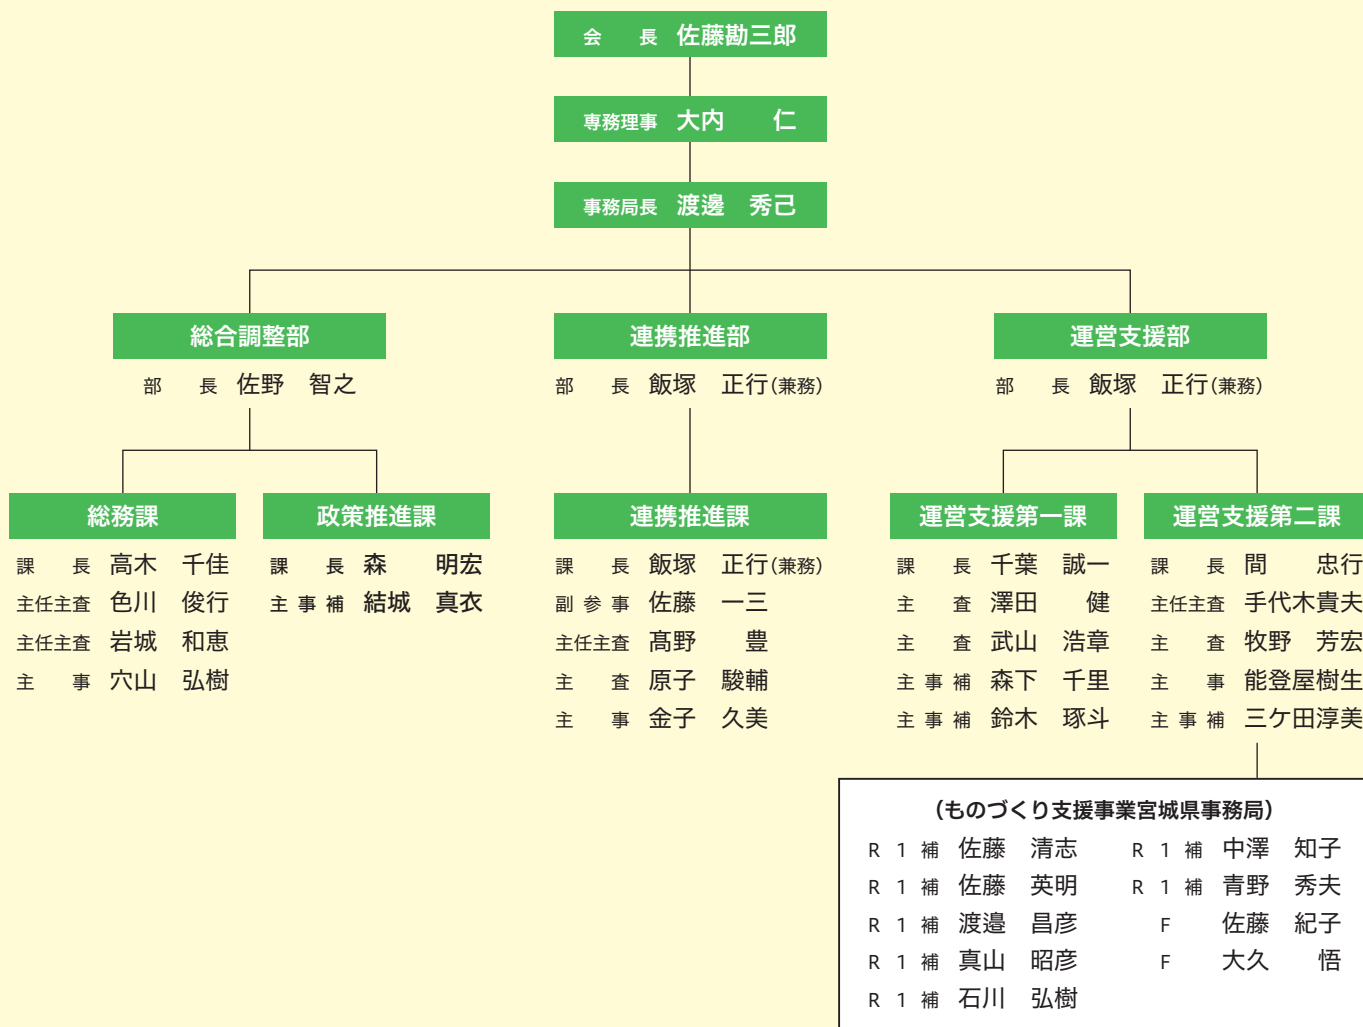 会　長 佐藤勘三郎
専務理事 大内　仁
事務局長 渡邊　秀己
総合調整部
部　長 佐野　智之
連携推進部
部　長 飯塚　正行(兼務)
運営支援部
部　長 飯塚　正行(兼務)
総務課
課　長 高木　千佳
主任主査 色川　俊行
主任主査 岩城　和恵
主　事 穴山　弘樹
政策推進課
課　長 森　明宏
主事補 結城　真衣
連携推進課
課　長 飯塚　正行(兼務)
副参事 佐藤　一三
主任主査 髙野　豊
主　査 原子　駿輔
主　事 金子　久美
運営支援第一課
課　長 千葉　誠一
主　査 澤田　健
主　査 武山　浩章
主事補 森下　千里
主事補 鈴木　琢斗
運営支援第二課
課　長 間　忠行
主任主査 手代木貴夫
主　査 牧野　芳宏
主　事 能登屋樹生
主事補 三ケ田淳美
(ものづくり支援事業宮城県事務局)
R1補 佐藤　清志
R1補 佐藤　英明
R1補 渡邉　昌彦
R1補 真山　昭彦
R1補 石川　弘樹
R1補 中澤　知子
R1補 青野　秀夫
F 佐藤　紀子
F 大久　悟